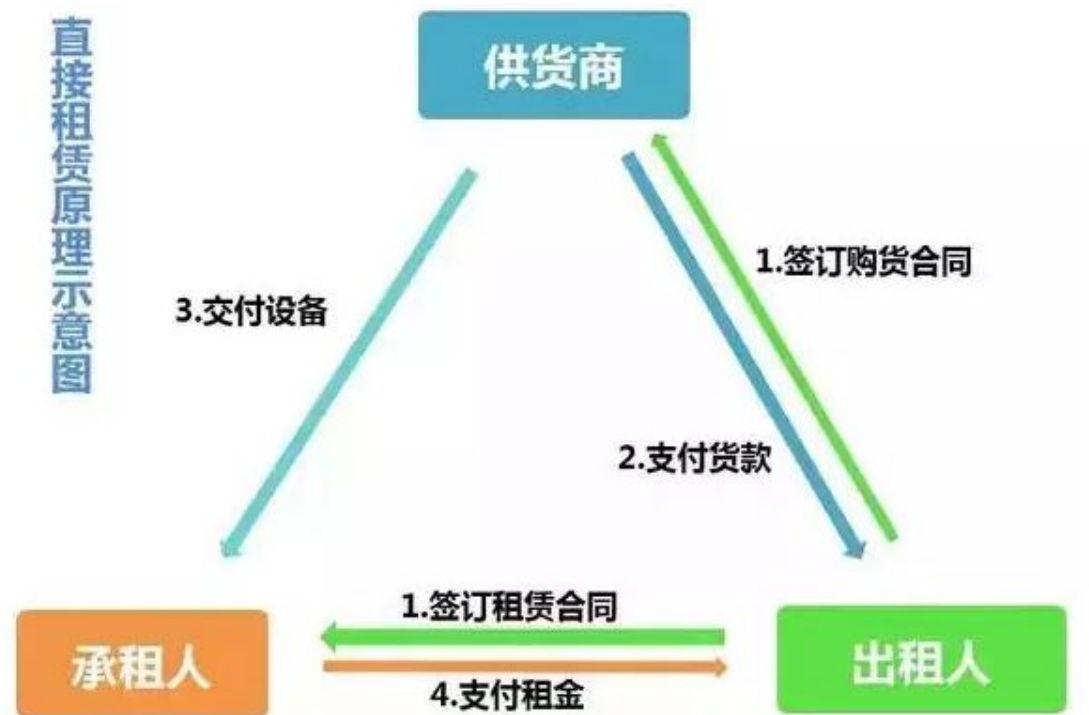 直接租赁原理示意图
供货商
1.签订购货合同
3.交付设备
2.支付货款
1.签订租赁合同
承租人
出租人
4.支付租金